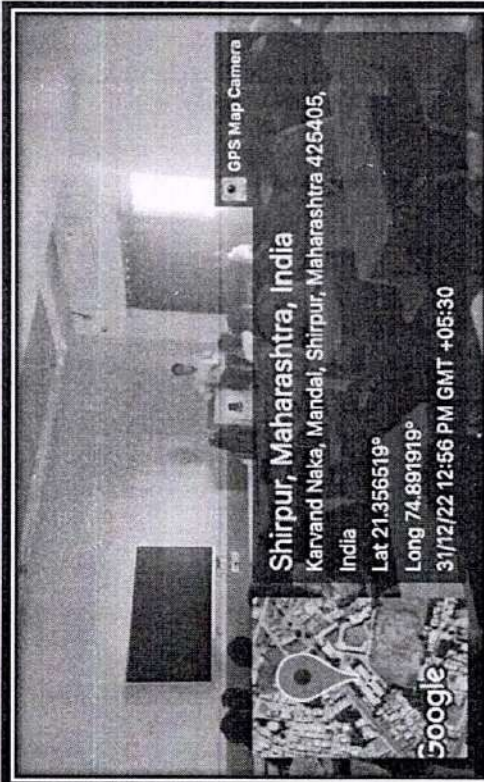 GPS Map Camera
Shirpur, Maharashtra, India
Karvand Naka, Mandal, Shirpur, Maharashtra 425405,
India
Lat 21.356519°
Long 74.891919°
31/12/22 12:56 PM GMT +05:30
Google